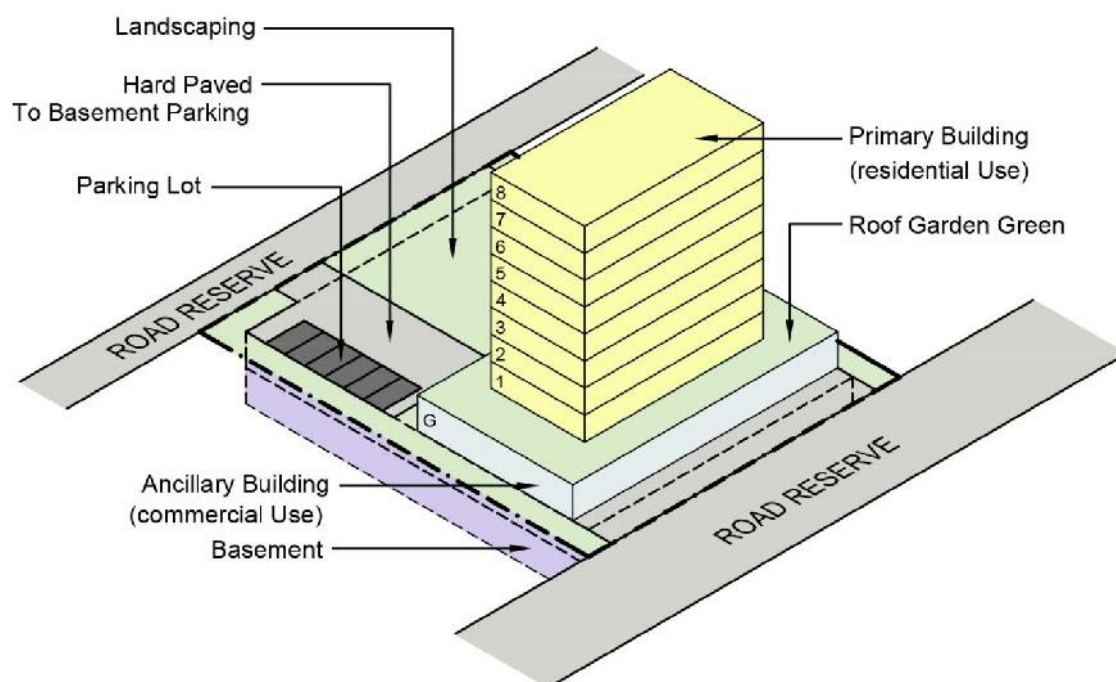 Landscaping
Hard Paved
To Basement Parking
Parking Lot
Primary Building
(residential Use)
Roof Garden Green
8
7
6
5
4
3
2
1
G
ROAD RESERVE
Ancillary Building
(commercial Use)
Basement
ROAD RESERVE